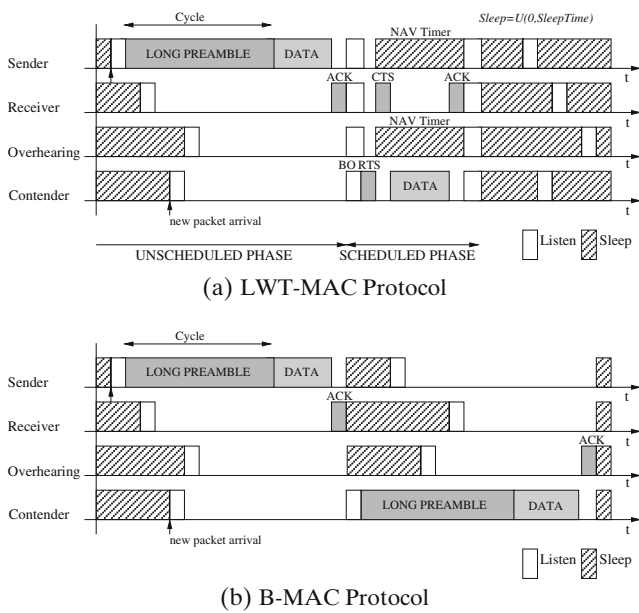 Cycle
Sleep=U(0,SleepTime)
NAV Timer
LONG PREAMBLE
DATA
Sender
t
ACK
CTS
ACK
Receiver
t
NAV Timer
Overhearing
t
BO RTS
DATA
Contender
t
new packet arrival
UNSCHEDULED PHASE
SCHEDULED PHASE
Listen
Sleep
(a) LWT-MAC Protocol
Cycle
LONG PREAMBLE
DATA
Sender
t
ACK
Receiver
t
ACK
Overhearing
t
LONG PREAMBLE
DATA
Contender
t
new packet arrival
Listen
Sleep
(b) B-MAC Protocol